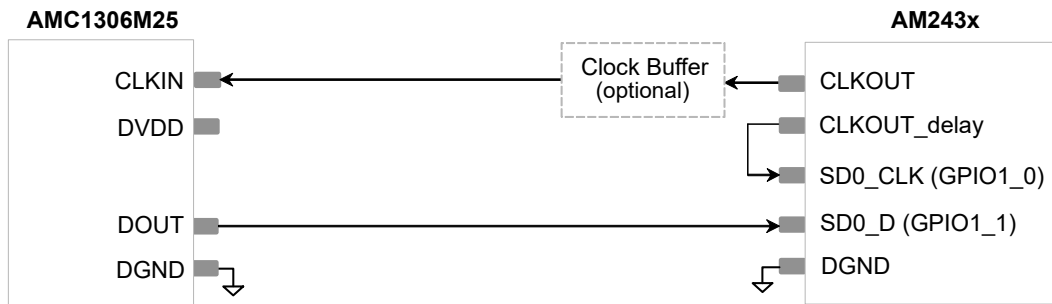 AMC1306M25
AM243x
CLKIN
DVDD
DOUT
DGND
Clock Buffer
(optional)
CLKOUT
CLKOUT_delay
SD0_CLK (GPIO1_0)
SD0_D (GPIO1_1)
DGND